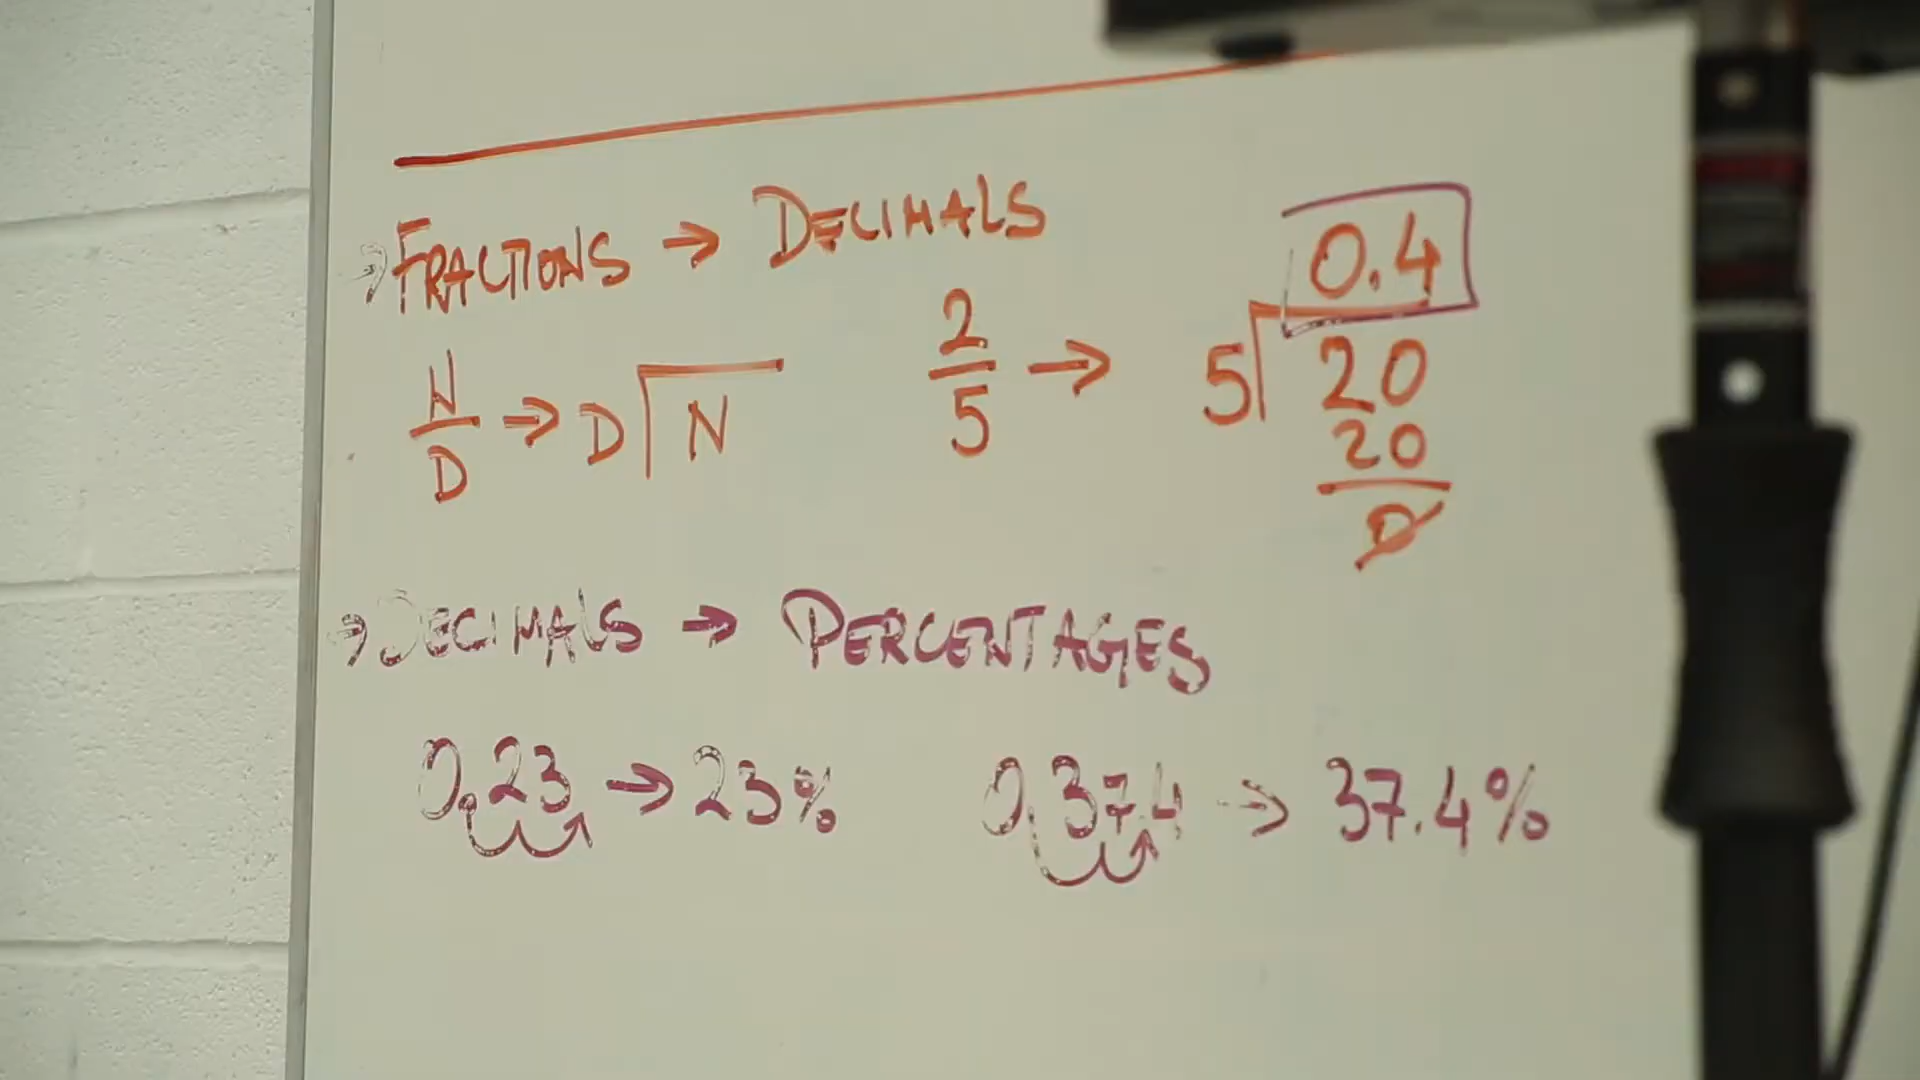 → FRACTIONS → DECIMALS
N/D → D⟌N
2/5 → 5⟌20
0.4
20
0
→ DECIMALS → PERCENTAGES
0.23 → 23%
0.374 → 37.4%